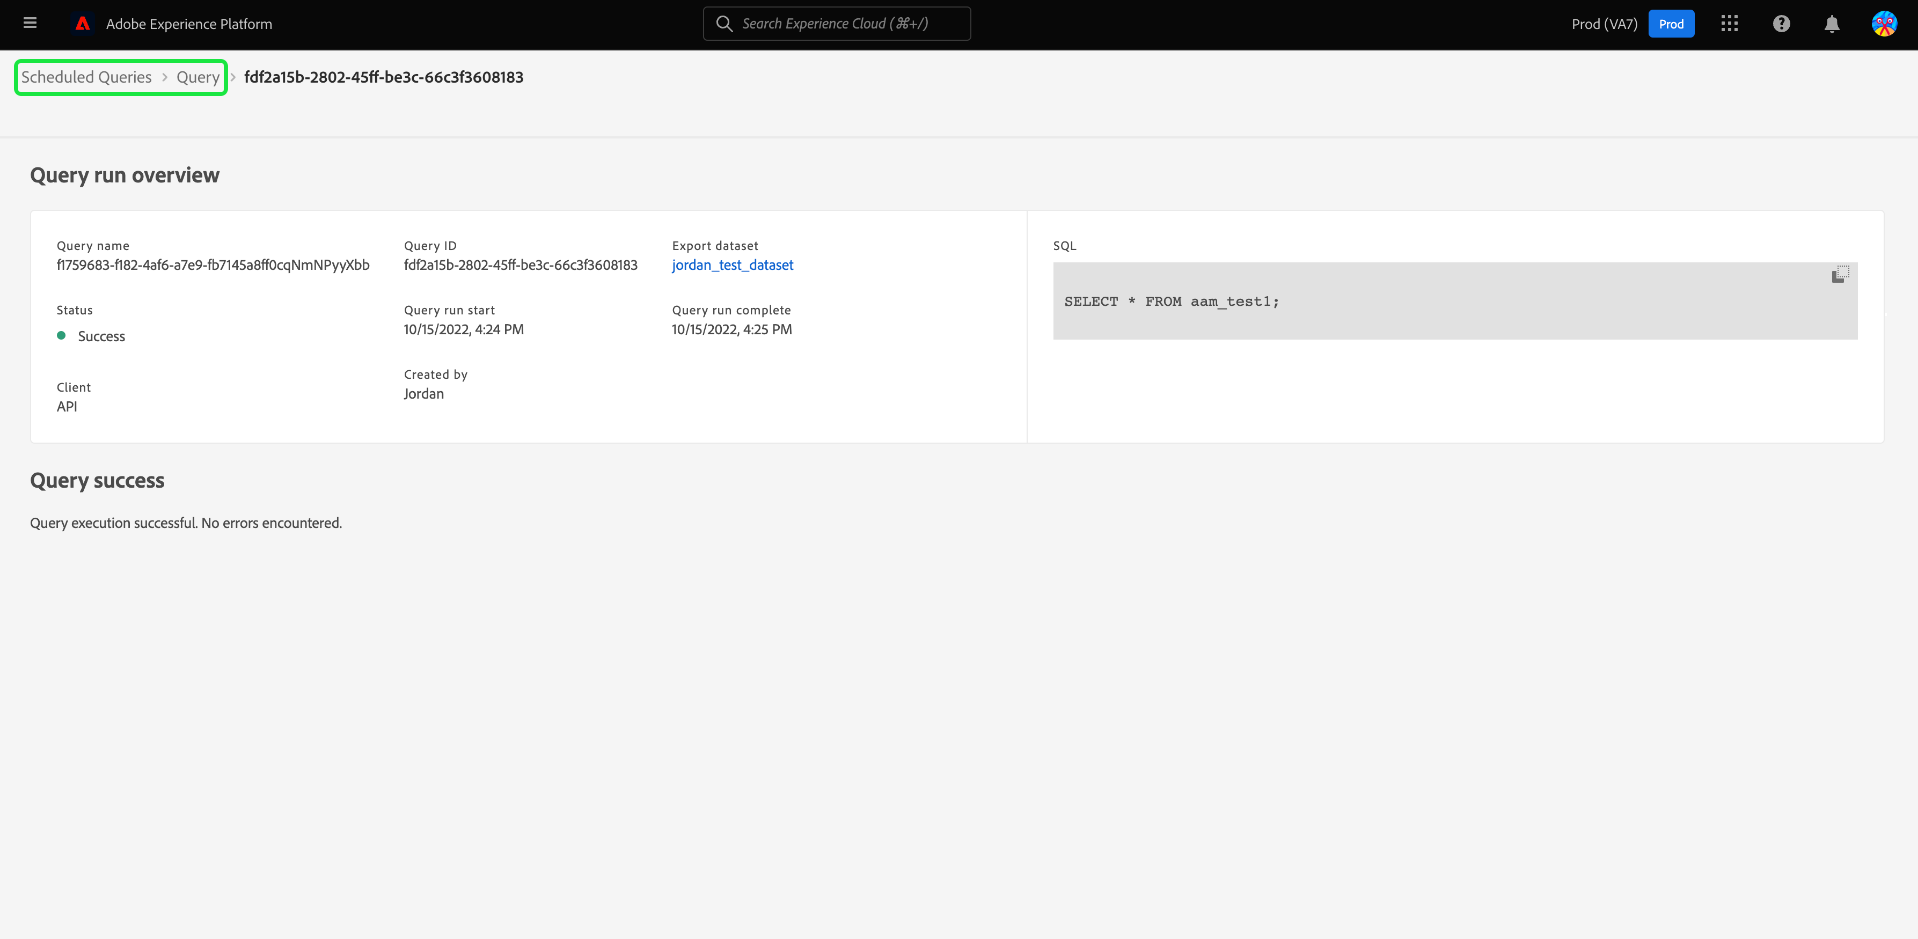 Adobe Experience Platform
Search Experience Cloud (⌘+/)
Prod (VA7)
Prod
Scheduled Queries > Query > fdf2a15b-2802-45ff-be3c-66c3f3608183
Query run overview
Query name
f1759683-f182-4af6-a7e9-fb7145a8ff0cqNmNPyyXbb
Query ID
fdf2a15b-2802-45ff-be3c-66c3f3608183
Export dataset
jordan_test_dataset
Status
Success
Query run start
10/15/2022, 4:24 PM
Query run complete
10/15/2022, 4:25 PM
Client
API
Created by
Jordan
SQL
SELECT * FROM aam_test1;
Query success
Query execution successful. No errors encountered.